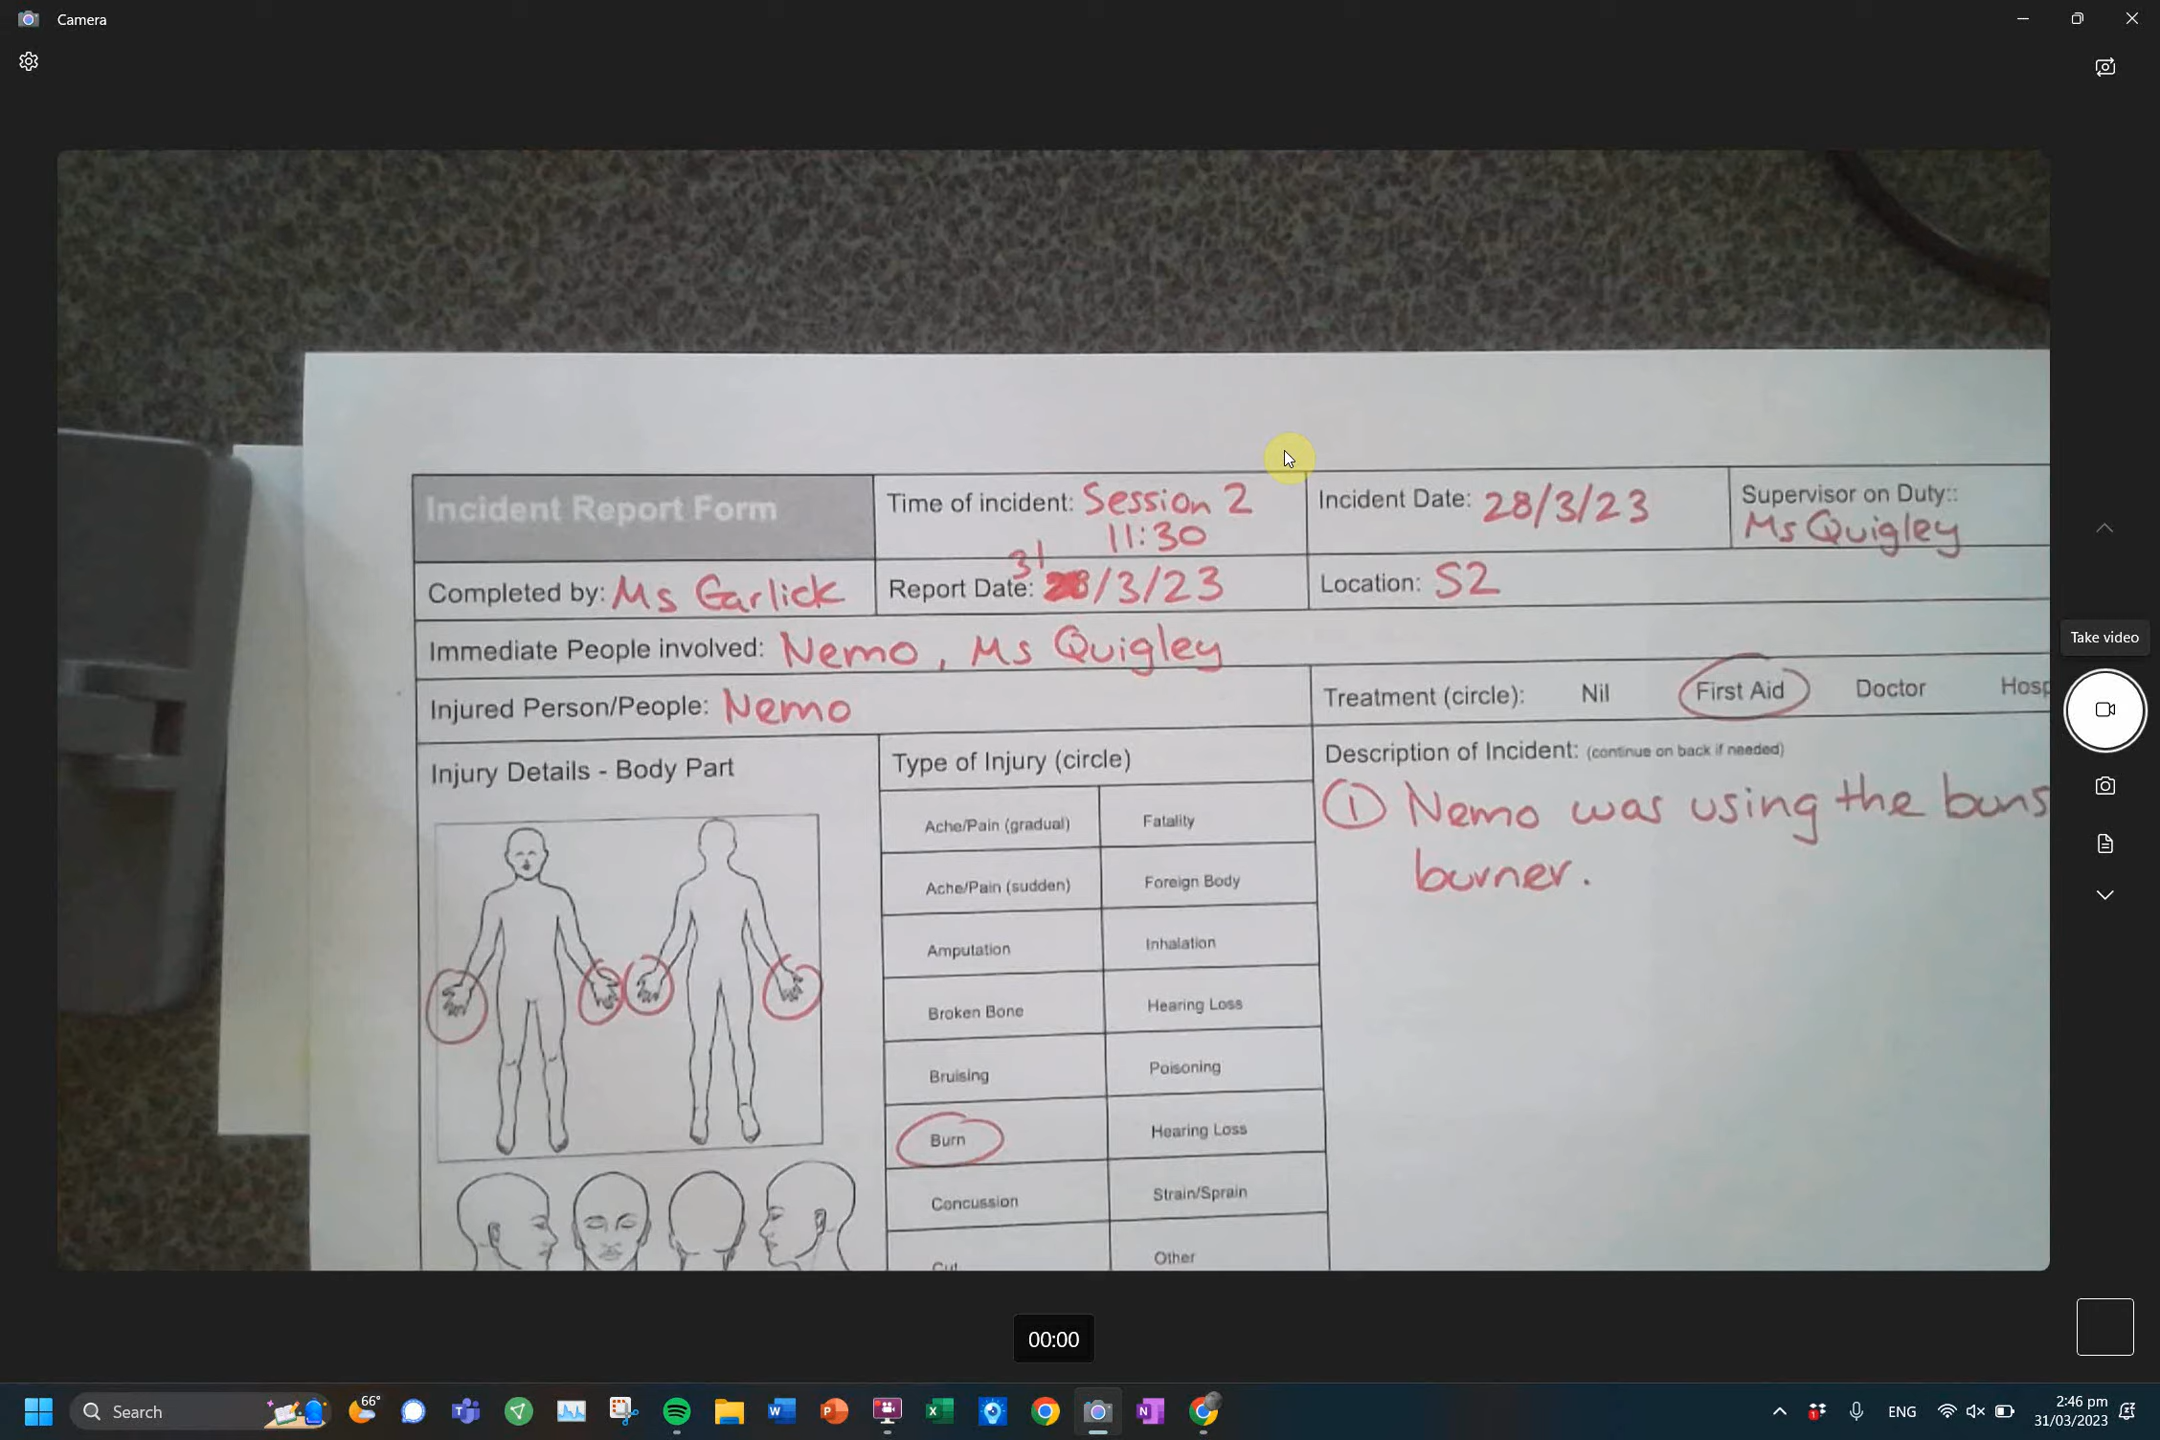 Camera
Incident Report Form
Time of incident: Session 2
11:30
Incident Date: 28/3/23
Supervisor on Duty::
Ms Quigley
Completed by: Ms Garlick
Report Date: 31/3/23
Location: S2
Immediate People involved: Nemo, Ms Quigley
Injured Person/People: Nemo
Treatment (circle): Nil First Aid Doctor Hosp
Injury Details - Body Part
Type of Injury (circle)
Description of Incident: (continue on back if needed)
① Nemo was using the buns
burner.
Ache/Pain (gradual) Fatality
Ache/Pain (sudden) Foreign Body
Amputation Inhalation
Broken Bone Hearing Loss
Bruising Poisoning
Burn Hearing Loss
Concussion Strain/Sprain
Cut Other
Take video
00:00
66°
Search
ENG
2:46 pm
31/03/2023